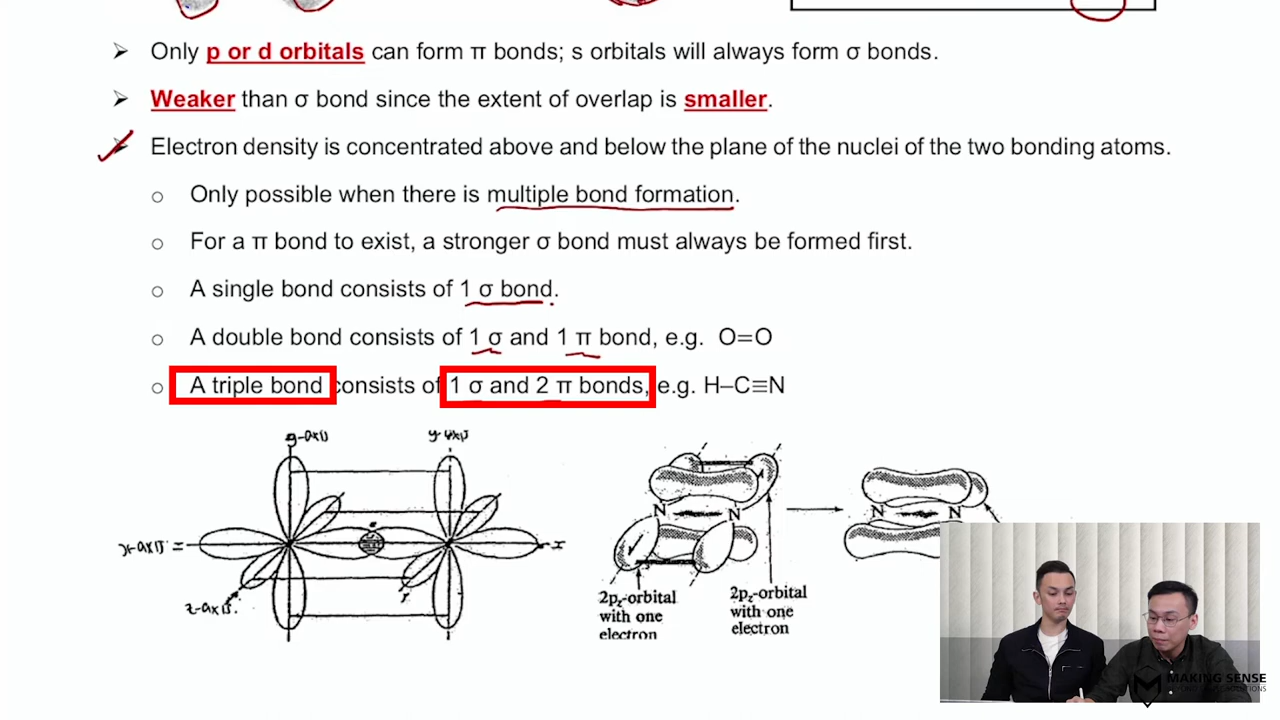 Only p or d orbitals can form π bonds; s orbitals will always form σ bonds.
Weaker than σ bond since the extent of overlap is smaller.
Electron density is concentrated above and below the plane of the nuclei of the two bonding atoms.
Only possible when there is multiple bond formation.
For a π bond to exist, a stronger σ bond must always be formed first.
A single bond consists of 1 σ bond.
A double bond consists of 1 σ and 1 π bond, e.g. O=O
A triple bond consists of 1 σ and 2 π bonds, e.g. H–C≡N
y-axis
y-axis
x-axis
x
z-axis
N N
N N
2pz-orbital
with one
electron
2pz-orbital
with one
electron
MAKING SENSE